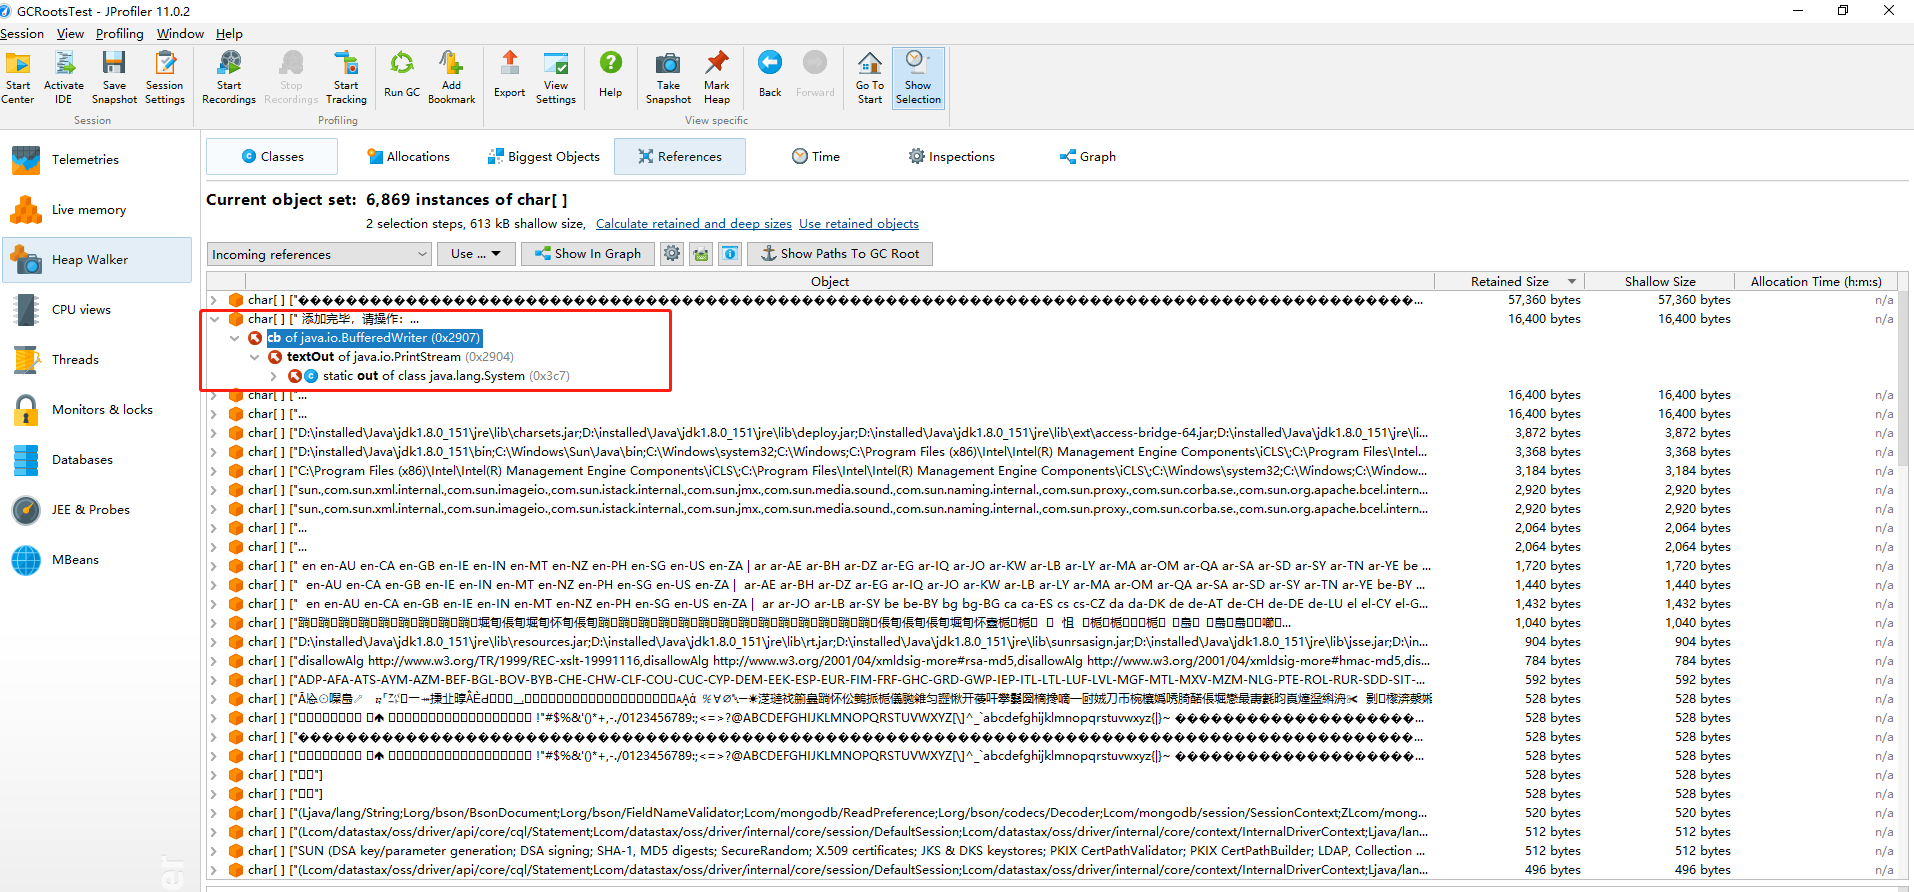 GCRootsTest - JProfiler 11.0.2
Session View Profiling Window Help
Start Center
Activate IDE
Save Snapshot
Session Settings
Start Recordings
Stop Recordings
Start Tracking
Run GC
Add Bookmark
Export
View Settings
Help
Take Snapshot
Mark Heap
Back
Forward
Go To Start
Show Selection
Session
Profiling
View specific
Telemetries
Live memory
Heap Walker
CPU views
Threads
Monitors & locks
Databases
JEE & Probes
MBeans
Classes Allocations Biggest Objects References Time Inspections Graph
Current object set: 6,869 instances of char[ ]
2 selection steps, 613 kB shallow size, Calculate retained and deep sizes Use retained objects
Incoming references Use ... Show In Graph Show Paths To GC Root
Object Retained Size Shallow Size Allocation Time (h:m:s)
char[ ] ["... 57,360 bytes 57,360 bytes n/a
char[ ] [" 添加完毕，请操作：... 16,400 bytes 16,400 bytes n/a
cb of java.io.BufferedWriter (0x2907)
textOut of java.io.PrintStream (0x2904)
static out of class java.lang.System (0x3c7)
char[ ] ["... 16,400 bytes 16,400 bytes n/a
char[ ] ["... 16,400 bytes 16,400 bytes n/a
char[ ] ["D:\installed\Java\jdk1.8.0_151\jre\lib\charsets.jar;D:\installed\Java\jdk1.8.0_151\jre\lib\deploy.jar;D:\installed\Java\jdk1.8.0_151\jre\lib\ext\access-bridge-64.jar;D:\installed\Java\jdk1.8.0_151\jre\li... 3,872 bytes 3,872 bytes n/a
char[ ] ["D:\installed\Java\jdk1.8.0_151\bin;C:\Windows\Sun\Java\bin;C:\Windows\system32;C:\Windows;C:\Program Files (x86)\Intel\Intel(R) Management Engine Components\iCLS\;C:\Program Files\Intel\Intel... 3,368 bytes 3,368 bytes n/a
char[ ] ["C:\Program Files (x86)\Intel\Intel(R) Management Engine Components\iCLS\;C:\Program Files\Intel\Intel(R) Management Engine Components\iCLS\;C:\Windows\system32;C:\Windows;C:\Window... 3,184 bytes 3,184 bytes n/a
char[ ] ["sun.,com.sun.xml.internal.,com.sun.imageio.,com.sun.istack.internal.,com.sun.jmx.,com.sun.media.sound.,com.sun.naming.internal.,com.sun.proxy.,com.sun.corba.se.,com.sun.org.apache.bcel.intern... 2,920 bytes 2,920 bytes n/a
char[ ] ["sun.,com.sun.xml.internal.,com.sun.imageio.,com.sun.istack.internal.,com.sun.jmx.,com.sun.media.sound.,com.sun.naming.internal.,com.sun.proxy.,com.sun.corba.se.,com.sun.org.apache.bcel.intern... 2,920 bytes 2,920 bytes n/a
char[ ] ["... 2,064 bytes 2,064 bytes n/a
char[ ] ["... 2,064 bytes 2,064 bytes n/a
char[ ] [" en en-AU en-CA en-GB en-IE en-IN en-MT en-NZ en-PH en-SG en-US en-ZA | ar ar-AE ar-BH ar-DZ ar-EG ar-IQ ar-JO ar-KW ar-LB ar-LY ar-MA ar-OM ar-QA ar-SA ar-SD ar-SY ar-TN ar-YE be ... 1,720 bytes 1,720 bytes n/a
char[ ] [" en en-AU en-CA en-GB en-IE en-IN en-MT en-NZ en-PH en-SG en-US en-ZA | ar-AE ar-BH ar-DZ ar-EG ar-IQ ar-JO ar-KW ar-LB ar-LY ar-MA ar-OM ar-QA ar-SA ar-SD ar-SY ar-TN ar-YE be-BY ... 1,440 bytes 1,440 bytes n/a
char[ ] [" en en-AU en-CA en-GB en-IE en-IN en-MT en-NZ en-PH en-SG en-US en-ZA | ar ar-JO ar-LB ar-SY be be-BY bg bg-BG ca ca-ES cs cs-CZ da da-DK de de-AT de-CH de-DE de-LU el el-CY el-G... 1,432 bytes 1,432 bytes n/a
char[ ] [" 1,040 bytes 1,040 bytes n/a
char[ ] ["D:\installed\Java\jdk1.8.0_151\jre\lib\resources.jar;D:\installed\Java\jdk1.8.0_151\jre\lib\rt.jar;D:\installed\Java\jdk1.8.0_151\jre\lib\sunrsasign.jar;D:\installed\Java\jdk1.8.0_151\jre\lib\jsse.jar;D:\in... 904 bytes 904 bytes n/a
char[ ] ["disallowAlg http://www.w3.org/TR/1999/REC-xslt-19991116,disallowAlg http://www.w3.org/2001/04/xmldsig-more#rsa-md5,disallowAlg http://www.w3.org/2001/04/xmldsig-more#hmac-md5,dis... 784 bytes 784 bytes n/a
char[ ] ["ADP-AFA-ATS-AYM-AZM-BEF-BGL-BOV-BYB-CHE-CHW-CLF-COU-CUC-CYP-DEM-EEK-ESP-EUR-FIM-FRF-GHC-GRD-GWP-IEP-ITL-LTL-LUF-LVL-MGF-MTL-MXV-MZM-NLG-PTE-ROL-RUR-SDD-SIT-... 592 bytes 592 bytes n/a
char[ ] [" 528 bytes 528 bytes n/a
char[ ] [" !"#$%&'()*+,-./0123456789:;<=>?@ABCDEFGHIJKLMNOPQRSTUVWXYZ[\]^_`abcdefghijklmnopqrstuvwxyz{|}~ ... 528 bytes 528 bytes n/a
char[ ] ["... 528 bytes 528 bytes n/a
char[ ] [" !"#$%&'()*+,-./0123456789:;<=>?@ABCDEFGHIJKLMNOPQRSTUVWXYZ[\]^_`abcdefghijklmnopqrstuvwxyz{|}~ ... 528 bytes 528 bytes n/a
char[ ] [""] 528 bytes 528 bytes n/a
char[ ] [""] 528 bytes 528 bytes n/a
char[ ] ["(Ljava/lang/String;Lorg/bson/BsonDocument;Lorg/bson/FieldNameValidator;Lcom/mongodb/ReadPreference;Lorg/bson/codecs/Decoder;Lcom/mongodb/session/SessionContext;ZLcom/mong... 520 bytes 520 bytes n/a
char[ ] ["(Lcom/datastax/oss/driver/api/core/cql/Statement;Lcom/datastax/oss/driver/internal/core/session/DefaultSession;Lcom/datastax/oss/driver/internal/core/context/InternalDriverContext;Ljava/lan... 512 bytes 512 bytes n/a
char[ ] ["SUN (DSA key/parameter generation; DSA signing; SHA-1, MD5 digests; SecureRandom; X.509 certificates; JKS & DKS keystores; PKIX CertPathValidator; PKIX CertPathBuilder; LDAP, Collection ... 512 bytes 512 bytes n/a
char[ ] ["(Lcom/datastax/oss/driver/api/core/cql/Statement;Lcom/datastax/oss/driver/internal/core/session/DefaultSession;Lcom/datastax/oss/driver/internal/core/context/InternalDriverContext;Ljava/lan... 496 bytes 496 bytes n/a